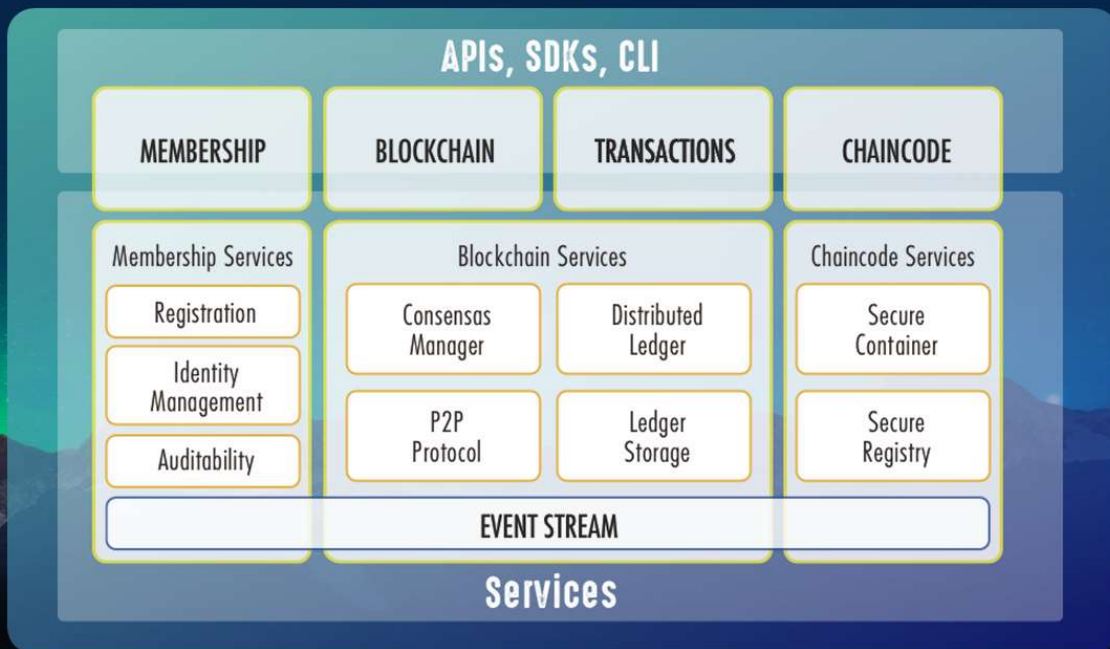 APIs, SDKs, CLI
MEMBERSHIP
BLOCKCHAIN
TRANSACTIONS
CHAINCODE
Membership Services
Registration
Identity
Management
Auditability
Blockchain Services
Consensas
Manager
Distributed
Ledger
P2P
Protocol
Ledger
Storage
Chaincode Services
Secure
Container
Secure
Registry
EVENT STREAM
Services